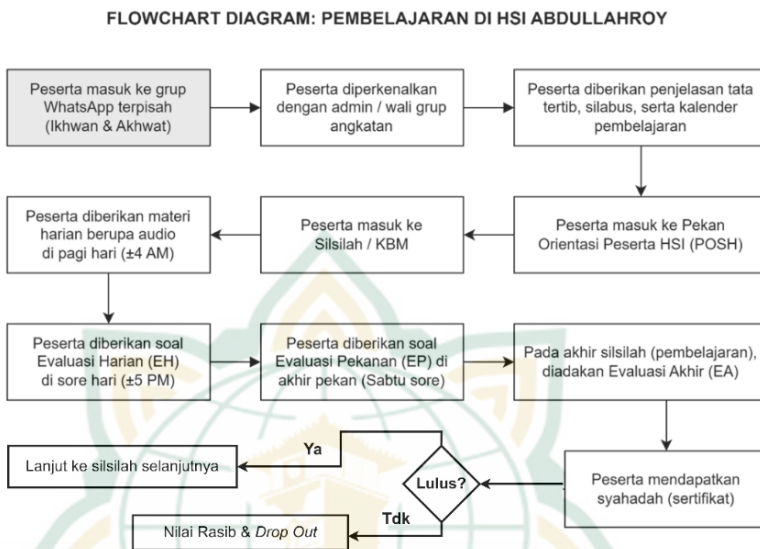 FLOWCHART DIAGRAM: PEMBELAJARAN DI HSI ABDULLAHROY
Peserta masuk ke grup
WhatsApp terpisah
(Ikhwan & Akhwat)
Peserta diperkenalkan
dengan admin / wali grup
angkatan
Peserta diberikan penjelasan tata
tertib, silabus, serta kalender
pembelajaran
Peserta masuk ke Pekan
Orientasi Peserta HSI (POSH)
Peserta masuk ke
Silsilah / KBM
Peserta diberikan materi
harian berupa audio
di pagi hari (±4 AM)
Peserta diberikan soal
Evaluasi Harian (EH)
di sore hari (±5 PM)
Peserta diberikan soal
Evaluasi Pekanan (EP) di
akhir pekan (Sabtu sore)
Pada akhir silsilah (pembelajaran),
diadakan Evaluasi Akhir (EA)
Peserta mendapatkan
syahadah (sertifikat)
Lulus?
Ya
Lanjut ke silsilah selanjutnya
Tdk
Nilai Rasib & Drop Out